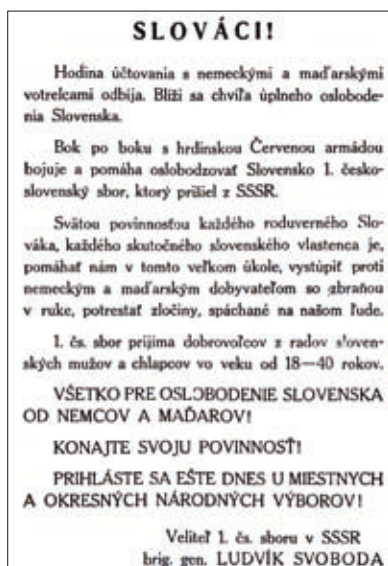 SLOVÁCI!
Hodina účtovania s nemeckými a maďarskými
votrelcami odbíja. Blíži sa chvíľa úplneho oslobode-
nia Slovenska.
Bok po boku s hrdinskou Červenou armádou
bojuje a pomáha oslobodzovať Slovensko 1. česko-
slovenský sbor, ktorý prišiel z SSSR.
Svätou povinnosťou každého roduverného Slo-
váka, každého skutočného slovenského vlastenca je,
pomáhať nám v tomto veľkom úkole, vystúpiť proti
nemeckým a maďarským dobyvateľom so zbraňou
v ruke, potrestať zločiny, spáchané na našom ľude.
1. čs. sbor prijíma dobrovoľcov z radov sloven-
ských mužov a chlapcov vo veku od 18—40 rokov.
VŠETKO PRE OSLOBODENIE SLOVENSKA
OD NEMCOV A MAĎAROV!
KONAJTE SVOJU POVINNOSŤ!
PRIHLÁSTE SA EŠTE DNES U MIESTNYCH
A OKRESNÝCH NÁRODNÝCH VÝBOROV!
Veliteľ 1. čs. sboru v SSSR
brig. gen. LUDVÍK SVOBODA